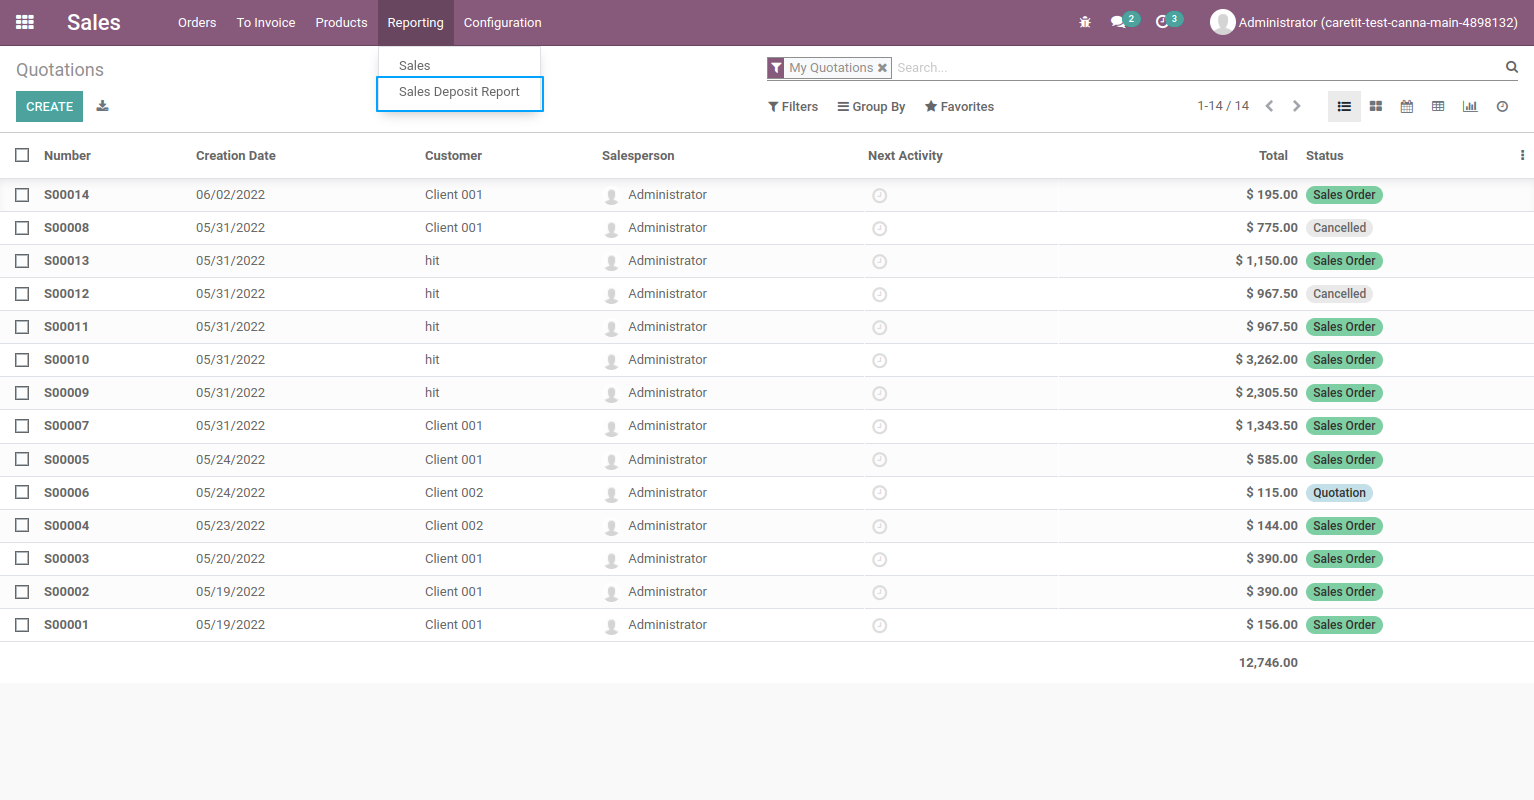 Sales Orders To Invoice Products Reporting Configuration 2 3 Administrator (caretit-test-canna-main-4898132)
Sales
Sales Deposit Report
Quotations
My Quotations Search...
CREATE
Filters Group By Favorites 1-14 / 14
Number Creation Date Customer Salesperson Next Activity Total Status
S00014 06/02/2022 Client 001 Administrator $ 195.00 Sales Order
S00008 05/31/2022 Client 001 Administrator $ 775.00 Cancelled
S00013 05/31/2022 hit Administrator $ 1,150.00 Sales Order
S00012 05/31/2022 hit Administrator $ 967.50 Cancelled
S00011 05/31/2022 hit Administrator $ 967.50 Sales Order
S00010 05/31/2022 hit Administrator $ 3,262.00 Sales Order
S00009 05/31/2022 hit Administrator $ 2,305.50 Sales Order
S00007 05/31/2022 Client 001 Administrator $ 1,343.50 Sales Order
S00005 05/24/2022 Client 001 Administrator $ 585.00 Sales Order
S00006 05/24/2022 Client 002 Administrator $ 115.00 Quotation
S00004 05/23/2022 Client 002 Administrator $ 144.00 Sales Order
S00003 05/20/2022 Client 001 Administrator $ 390.00 Sales Order
S00002 05/19/2022 Client 001 Administrator $ 390.00 Sales Order
S00001 05/19/2022 Client 001 Administrator $ 156.00 Sales Order
12,746.00